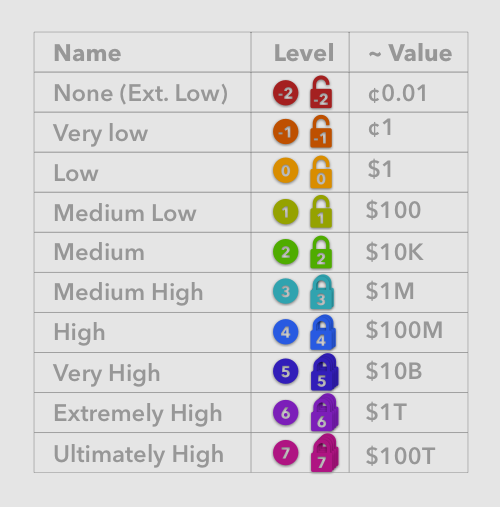 Name Level ~ Value
None (Ext. Low) -2 -2 ¢0.01
Very low -1 -1 ¢1
Low 0 0 $1
Medium Low 1 1 $100
Medium 2 2 $10K
Medium High 3 3 $1M
High 4 4 $100M
Very High 5 5 $10B
Extremely High 6 6 $1T
Ultimately High 7 7 $100T